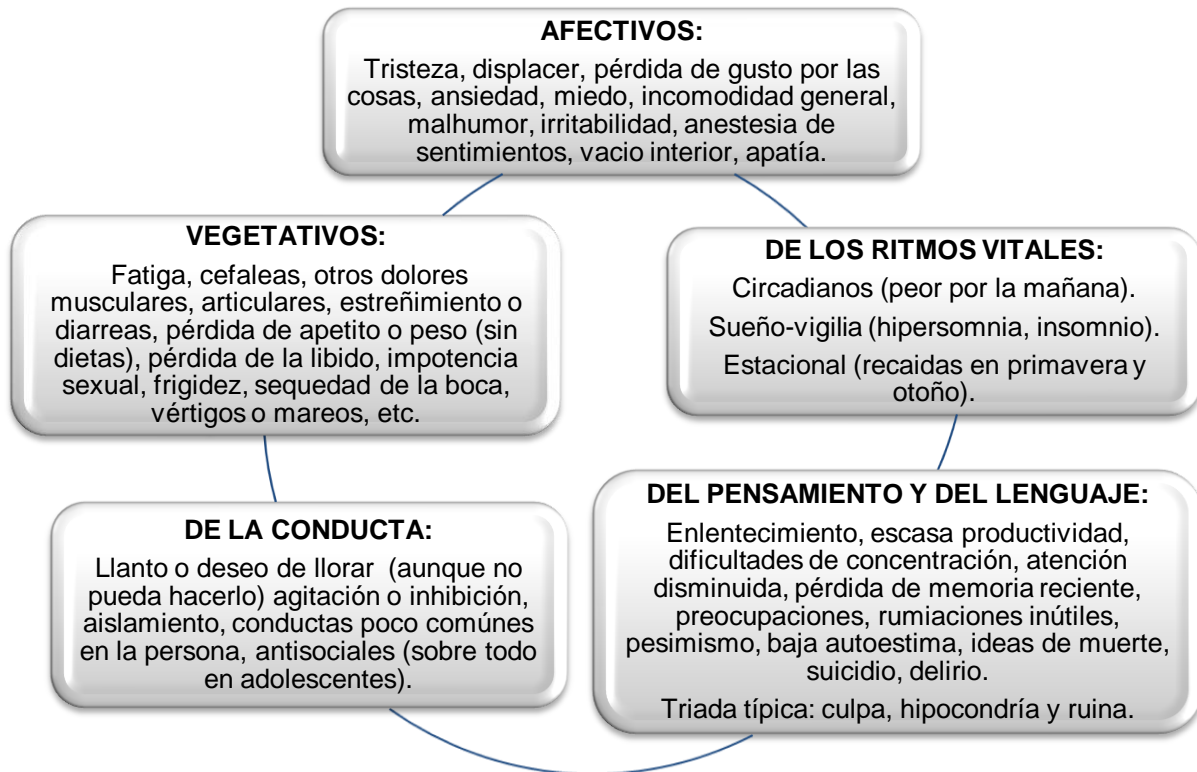 AFECTIVOS:
Tristeza, displacer, pérdida de gusto por las
cosas, ansiedad, miedo, incomodidad general,
malhumor, irritabilidad, anestesia de
sentimientos, vacio interior, apatía.
VEGETATIVOS:
Fatiga, cefaleas, otros dolores
musculares, articulares, estreñimiento o
diarreas, pérdida de apetito o peso (sin
dietas), pérdida de la libido, impotencia
sexual, frigidez, sequedad de la boca,
vértigos o mareos, etc.
DE LOS RITMOS VITALES:
Circadianos (peor por la mañana).
Sueño-vigilia (hipersomnia, insomnio).
Estacional (recaidas en primavera y
otoño).
DE LA CONDUCTA:
Llanto o deseo de llorar (aunque no
pueda hacerlo) agitación o inhibición,
aislamiento, conductas poco comúnes
en la persona, antisociales (sobre todo
en adolescentes).
DEL PENSAMIENTO Y DEL LENGUAJE:
Enlentecimiento, escasa productividad,
dificultades de concentración, atención
disminuida, pérdida de memoria reciente,
preocupaciones, rumiaciones inútiles,
pesimismo, baja autoestima, ideas de muerte,
suicidio, delirio.
Triada típica: culpa, hipocondría y ruina.